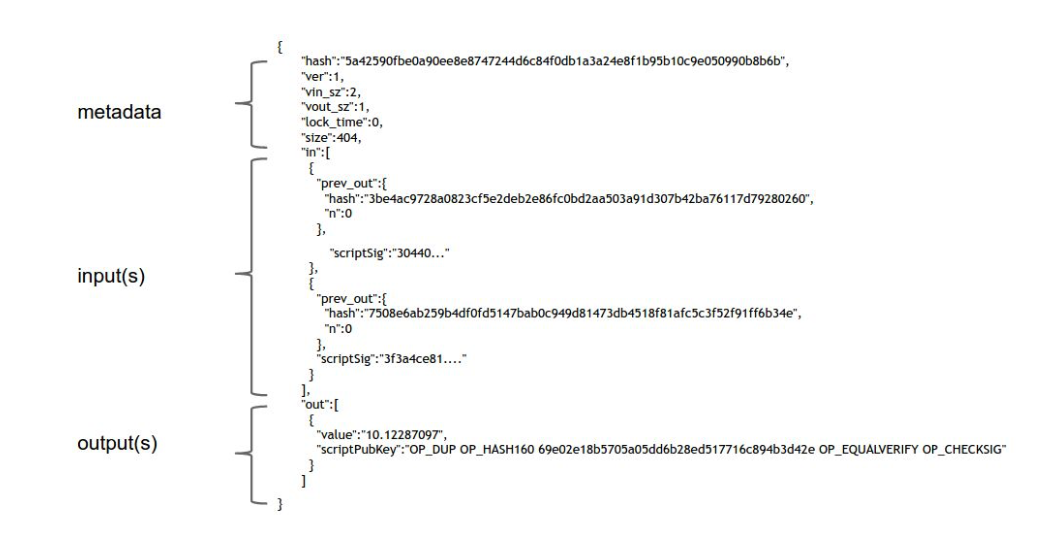 {
"hash":"5a42590fbe0a90ee8e8747244d6c84f0db1a3a24e8f1b95b10c9e050990b8b6b",
"ver":1,
metadata
"vin_sz":2,
"vout_sz":1,
"lock_time":0,
"size":404,
"in":[
{
"prev_out":{
"hash":"3be4ac9728a0823cf5e2deb2e86fc0bd2aa503a91d307b42ba76117d79280260",
"n":0
},
"scriptSig":"30440..."
input(s)
},
{
"prev_out":{
"hash":"7508e6ab259b4df0fd5147bab0c949d81473db4518f81afc5c3f52f91ff6b34e",
"n":0
},
"scriptSig":"3f3a4ce81...."
}
],
"out":[
{
output(s)
"value":"10.12287097",
"scriptPubKey":"OP_DUP OP_HASH160 69e02e18b5705a05dd6b28ed517716c894b3d42e OP_EQUALVERIFY OP_CHECKSIG"
}
]
}